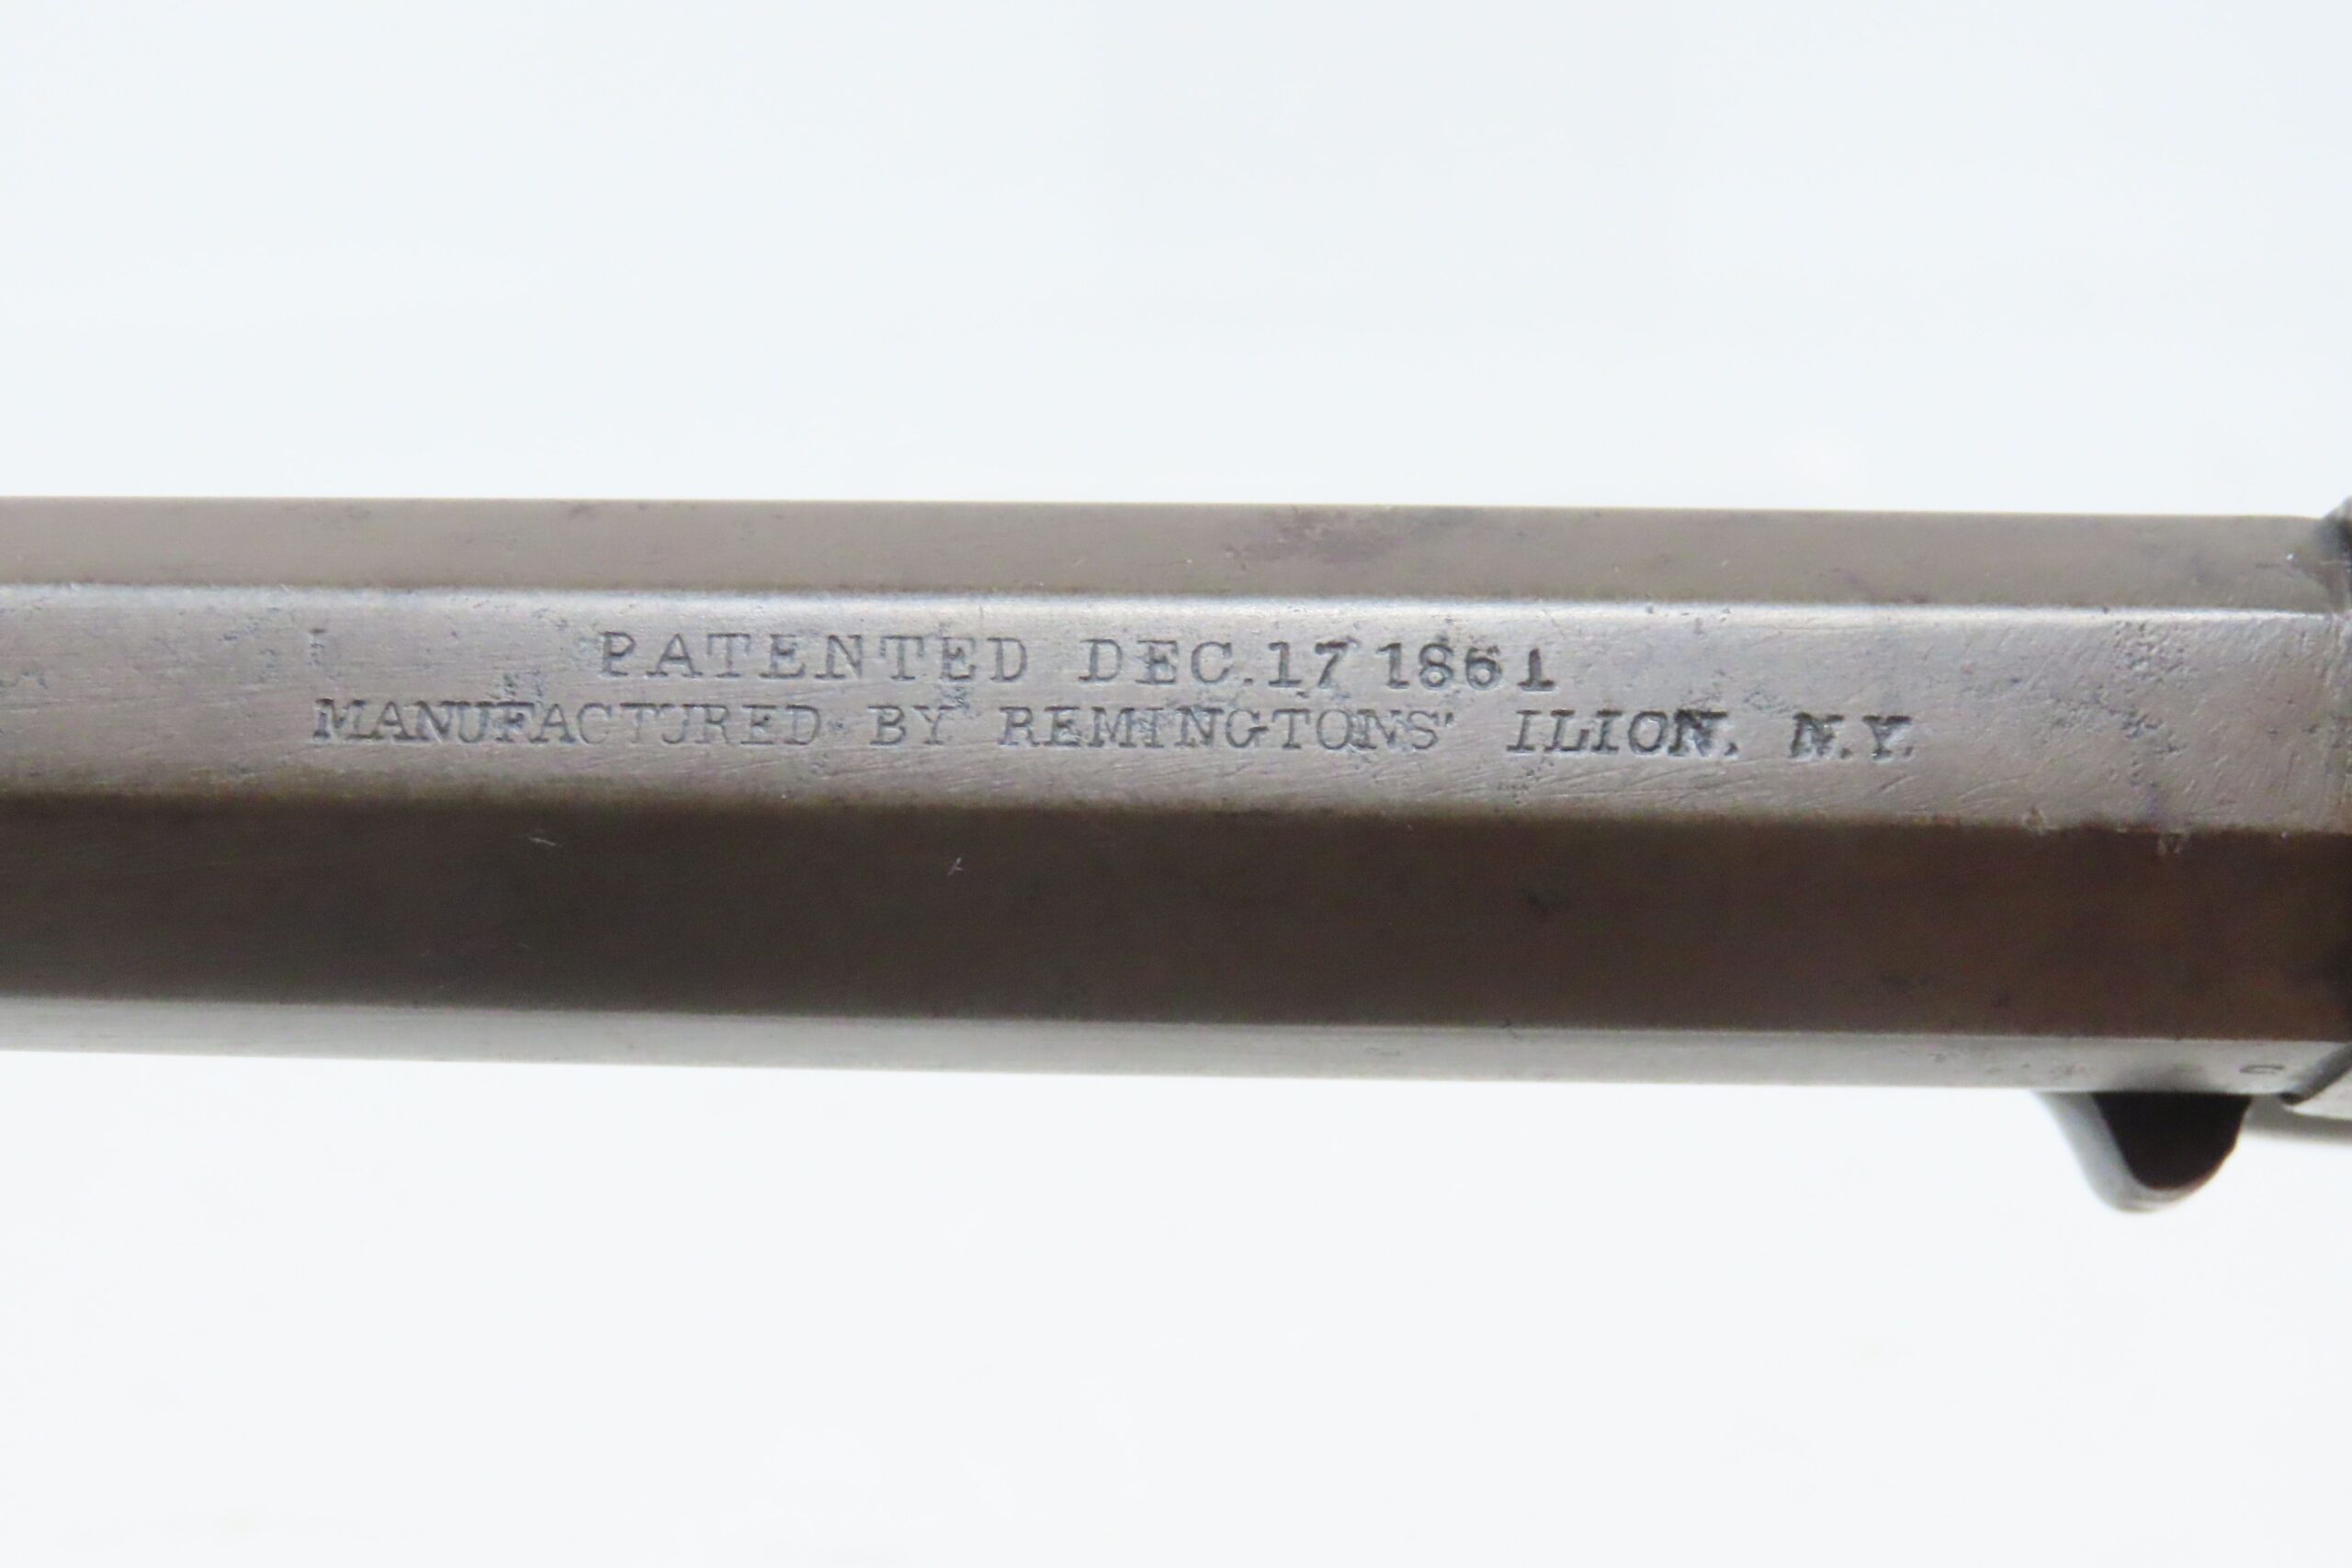 PATENTED DEC. 17 1861
MANUFACTURED BY REMINGTONS' ILION, N.Y.